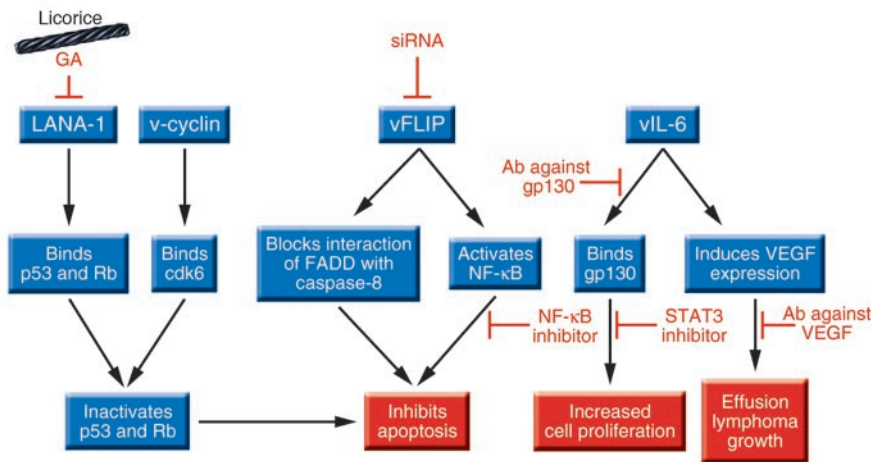 Licorice
GA
siRNA
LANA-1
v-cyclin
vFLIP
vIL-6
Ab against
gp130
Binds
p53 and Rb
Binds
cdk6
Blocks interaction
of FADD with
caspase-8
Activates
NF-κB
Binds
gp130
Induces VEGF
expression
NF-κB
inhibitor
STAT3
inhibitor
Ab against
VEGF
Inactivates
p53 and Rb
Inhibits
apoptosis
Increased
cell proliferation
Effusion
lymphoma
growth